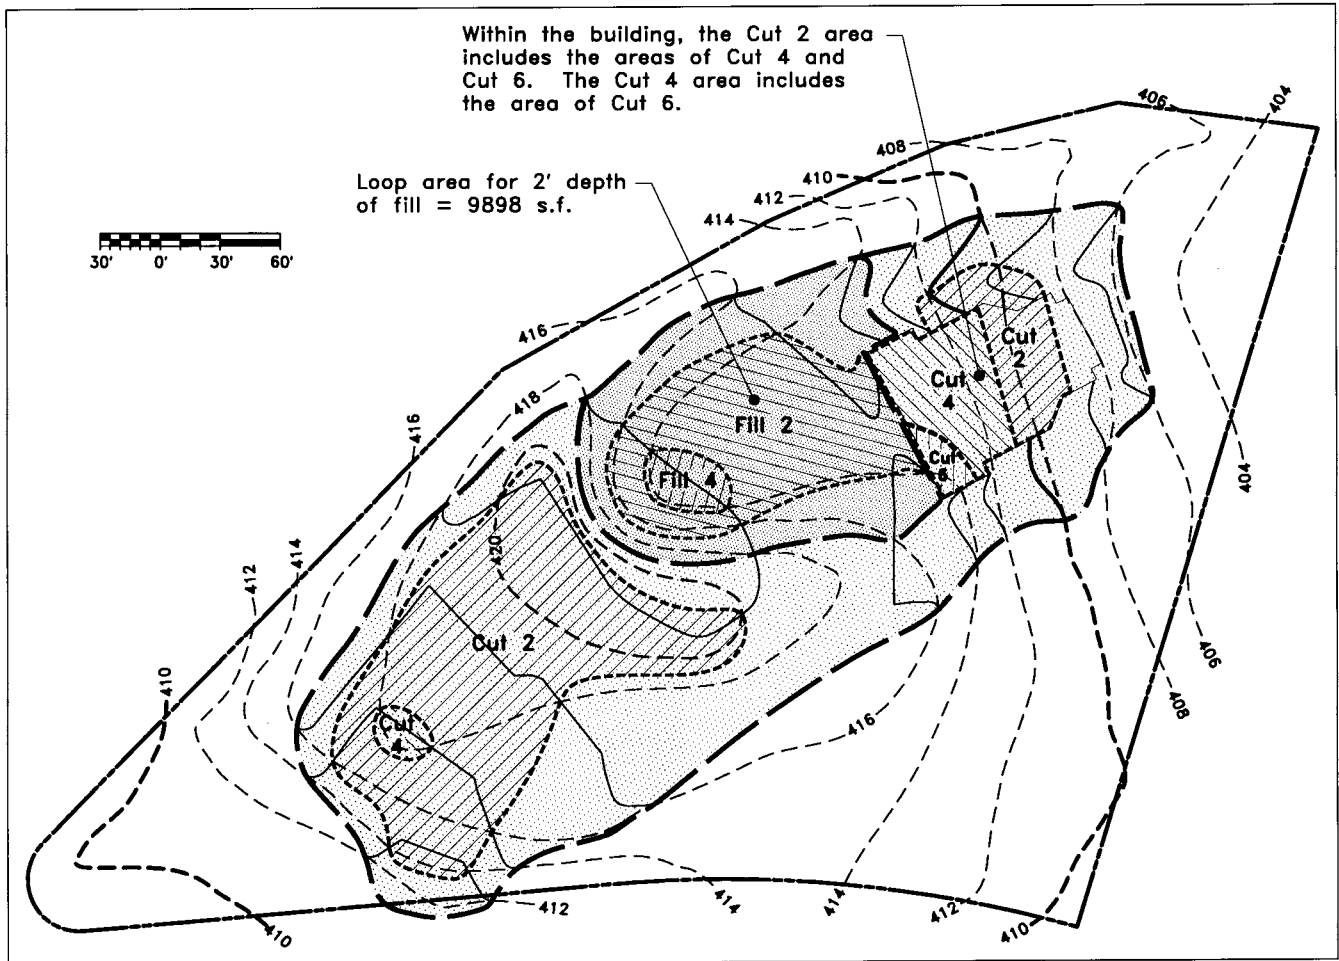 Within the building, the Cut 2 area
includes the areas of Cut 4 and
Cut 6. The Cut 4 area includes
the area of Cut 6.
406
404
408
Loop area for 2' depth
of fill = 9898 s.f.
410
412
414
30' 0' 30' 60'
416
Cut
2
Cut
4
418
416
Fill 2
Cut
6
Fill 4
404
420
414
412
Cut 2
406
410
408
416
Cut
4
412
414
414
412
410
410